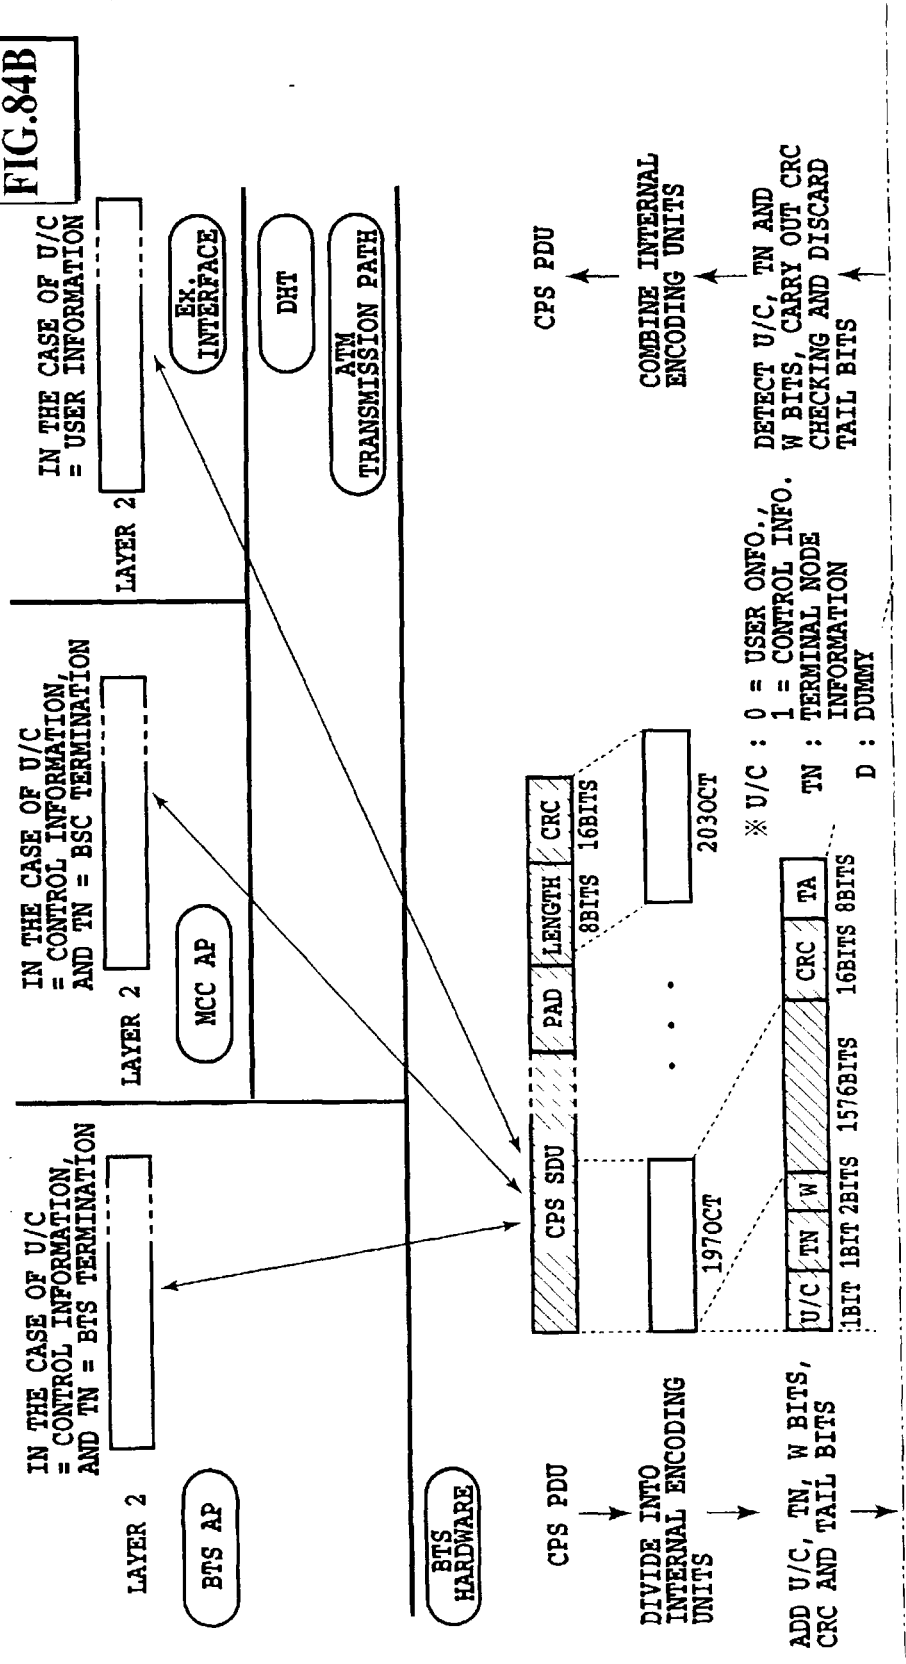 FIG.84B
IN THE CASE OF U/C
= CONTROL INFORMATION,
AND TN = BTS TERMINATION
LAYER 2
BTS AP
IN THE CASE OF U/C
= CONTROL INFORMATION,
AND TN = BSC TERMINATION
LAYER 2
MCC AP
IN THE CASE OF U/C
= USER INFORMATION
LAYER 2
Ex.
INTERFACE
DHT
ATM
TRANSMISSION PATH
BTS
HARDWARE
CPS PDU
DIVIDE INTO
INTERNAL ENCODING
UNITS
ADD U/C, TN, W BITS,
CRC AND TAIL BITS
CPS SDU
PAD
LENGTH
CRC
8BITS
16BITS
197OCT
• • •
203OCT
U/C
TN
W
CRC
TA
1BIT
1BIT
2BITS
1576BITS
16BITS
8BITS
※ U/C : 0 = USER ONFO.,
1 = CONTROL INFO.
TN : TERMINAL NODE
INFORMATION
D : DUMMY
CPS PDU
COMBINE INTERNAL
ENCODING UNITS
DETECT U/C, TN AND
W BITS, CARRY OUT CRC
CHECKING AND DISCARD
TAIL BITS